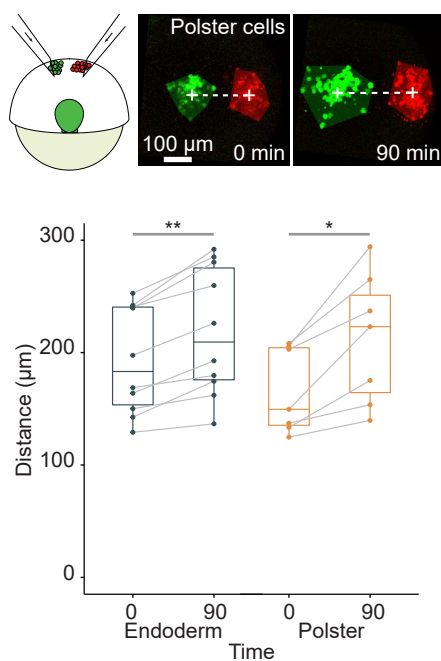 Polster cells
100 µm
0 min
90 min
**
*
300
200
100
0
Distance (µm)
0 90 0 90
Endoderm Polster
Time